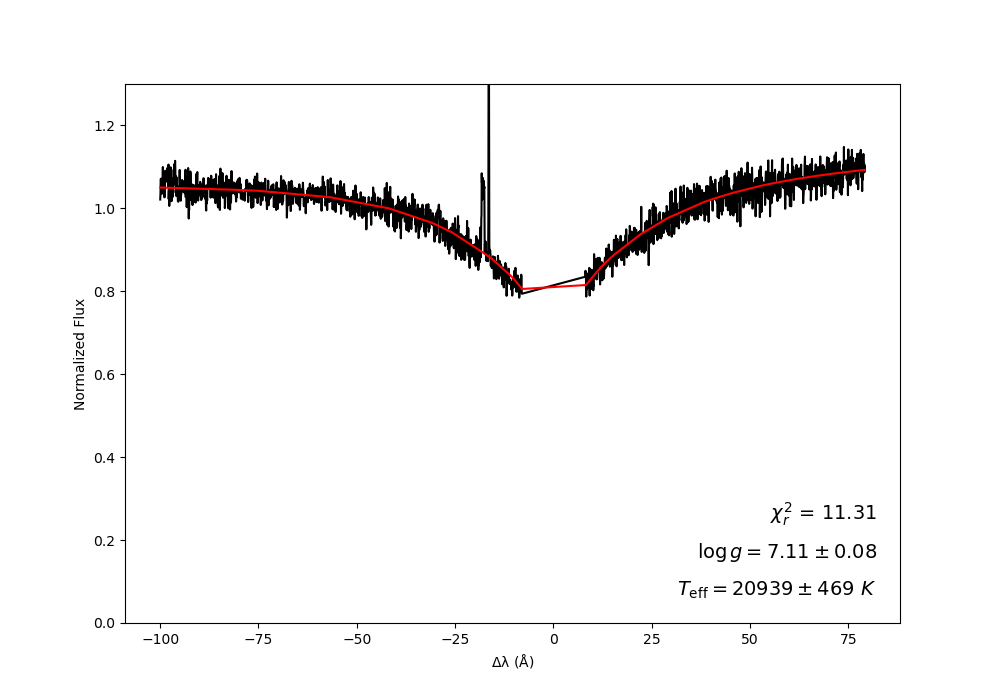 1.2
1.0
0.8
0.6
0.4
0.2
0.0
Normalized Flux
χ²ᵣ = 11.31
log g = 7.11 ± 0.08
T_eff = 20939 ± 469 K
−100 −75 −50 −25 0 25 50 75
Δλ (Å)